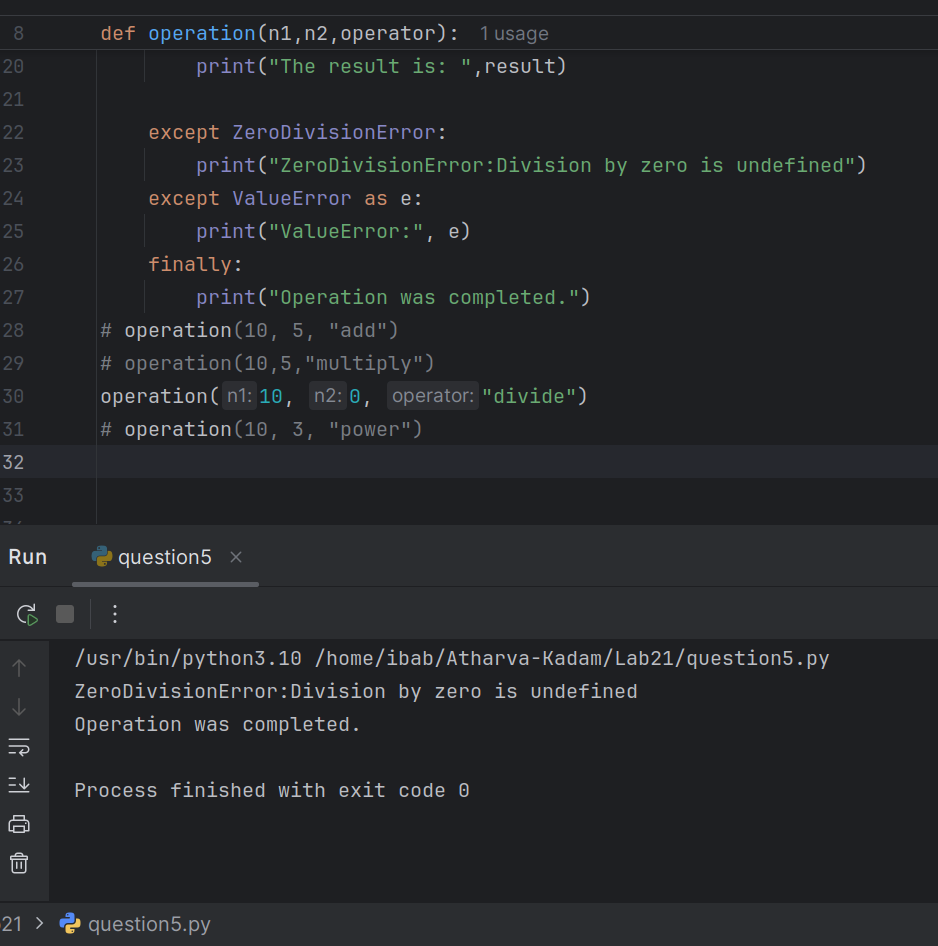 8 def operation(n1,n2,operator): 1 usage
20 print("The result is: ",result)
21
22 except ZeroDivisionError:
23 print("ZeroDivisionError:Division by zero is undefined")
24 except ValueError as e:
25 print("ValueError:", e)
26 finally:
27 print("Operation was completed.")
28 # operation(10, 5, "add")
29 # operation(10,5,"multiply")
30 operation( n1: 10, n2: 0, operator: "divide")
31 # operation(10, 3, "power")
32
33
Run question5
/usr/bin/python3.10 /home/ibab/Atharva-Kadam/Lab21/question5.py
ZeroDivisionError:Division by zero is undefined
Operation was completed.
Process finished with exit code 0
21 > question5.py